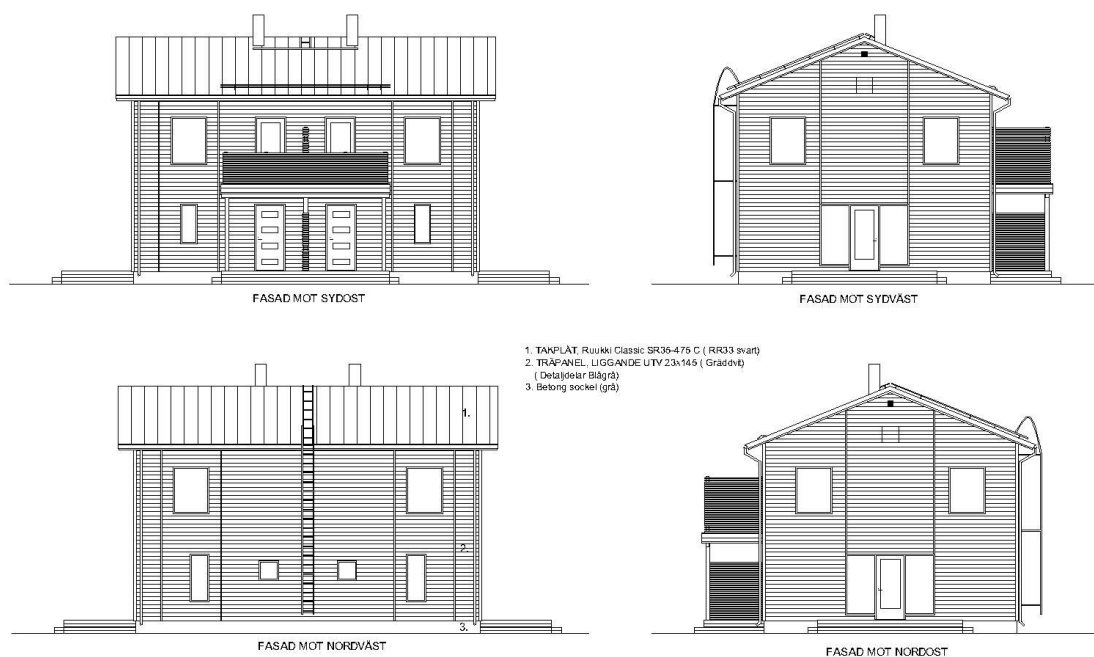 FASAD MOT SYDOST
FASAD MOT SYDVÄST
1. TAKPLÅT, Ruukki Classic SR35-475 C ( RR33 svart)
2. TRÄPANEL, LIGGANDE UTV 23x145 ( Gräddvit)
( Detaljdelar Blågrå)
3. Betong sockel (grå)
1.
2.
3.
FASAD MOT NORDVÄST
FASAD MOT NORDOST